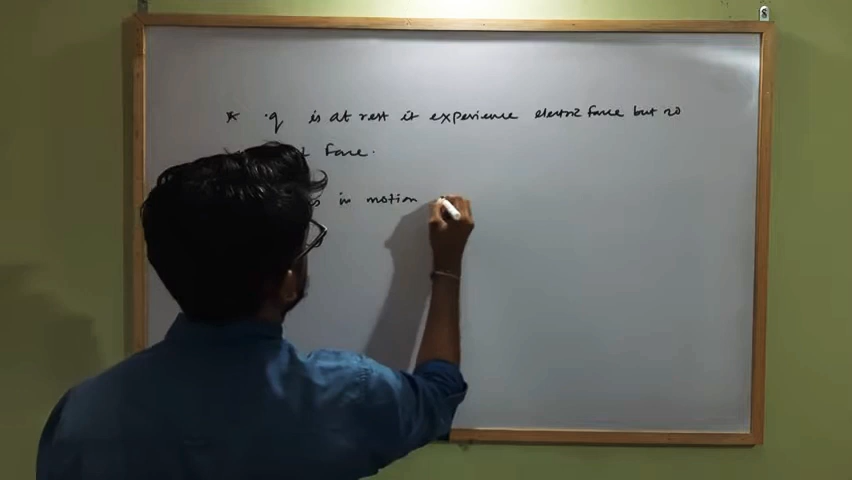 * q is at rest it experience electric force but no
force.
in motion